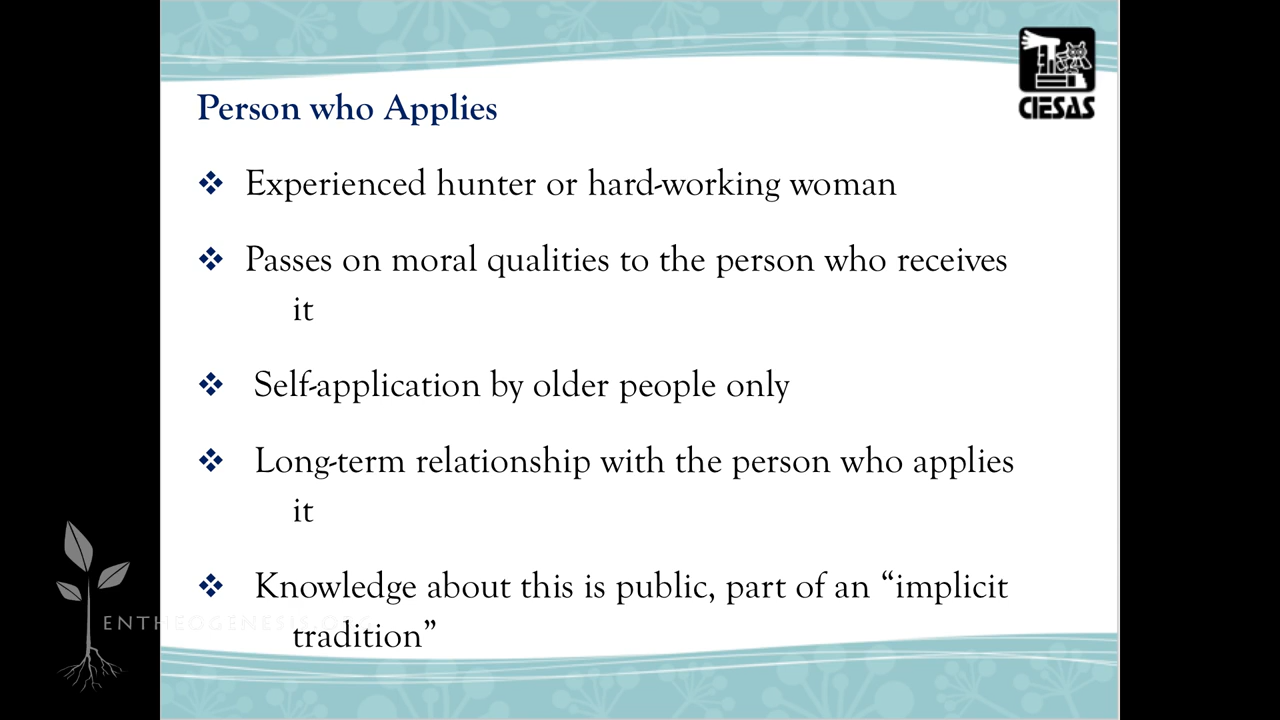 CIESAS
Person who Applies
❖ Experienced hunter or hard-working woman
❖ Passes on moral qualities to the person who receives
it
❖ Self-application by older people only
❖ Long-term relationship with the person who applies
it
❖ Knowledge about this is public, part of an “implicit
tradition”
ENTHEOGENESIS.ORG